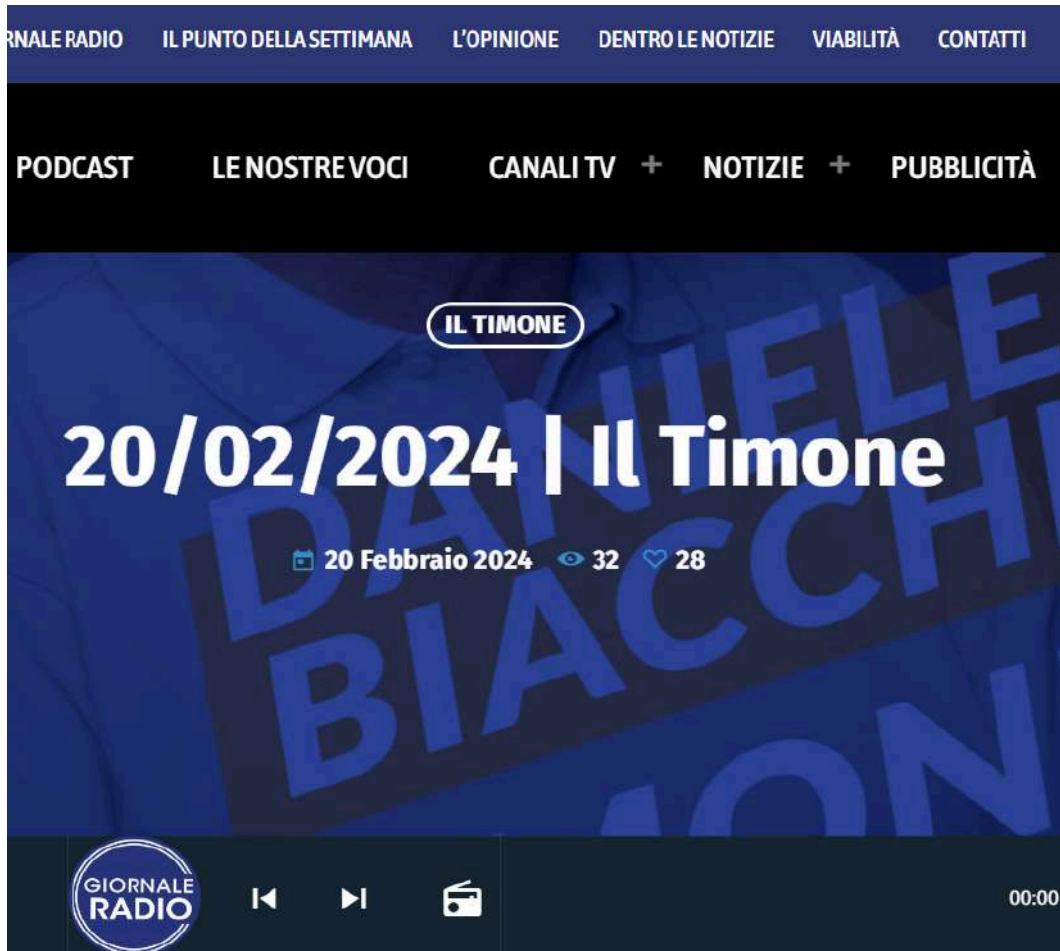 RNALE RADIO IL PUNTO DELLA SETTIMANA L'OPINIONE DENTRO LE NOTIZIE VIABILITÀ CONTATTI
PODCAST LE NOSTRE VOCI CANALI TV + NOTIZIE + PUBBLICITÀ
IL TIMONE
20/02/2024 | Il Timone
20 Febbraio 2024 32 28
DANIELE
BIACCHI
MON
GIORNALE
RADIO
00:00